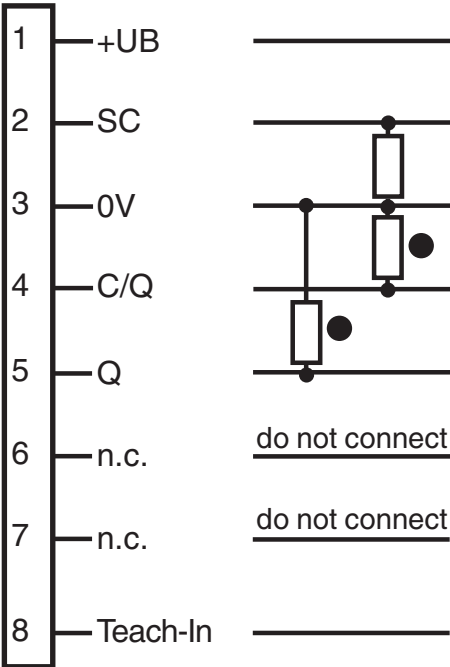 1 +UB
2 SC
3 0V
4 C/Q
5 Q
6 n.c. do not connect
7 n.c. do not connect
8 Teach-In